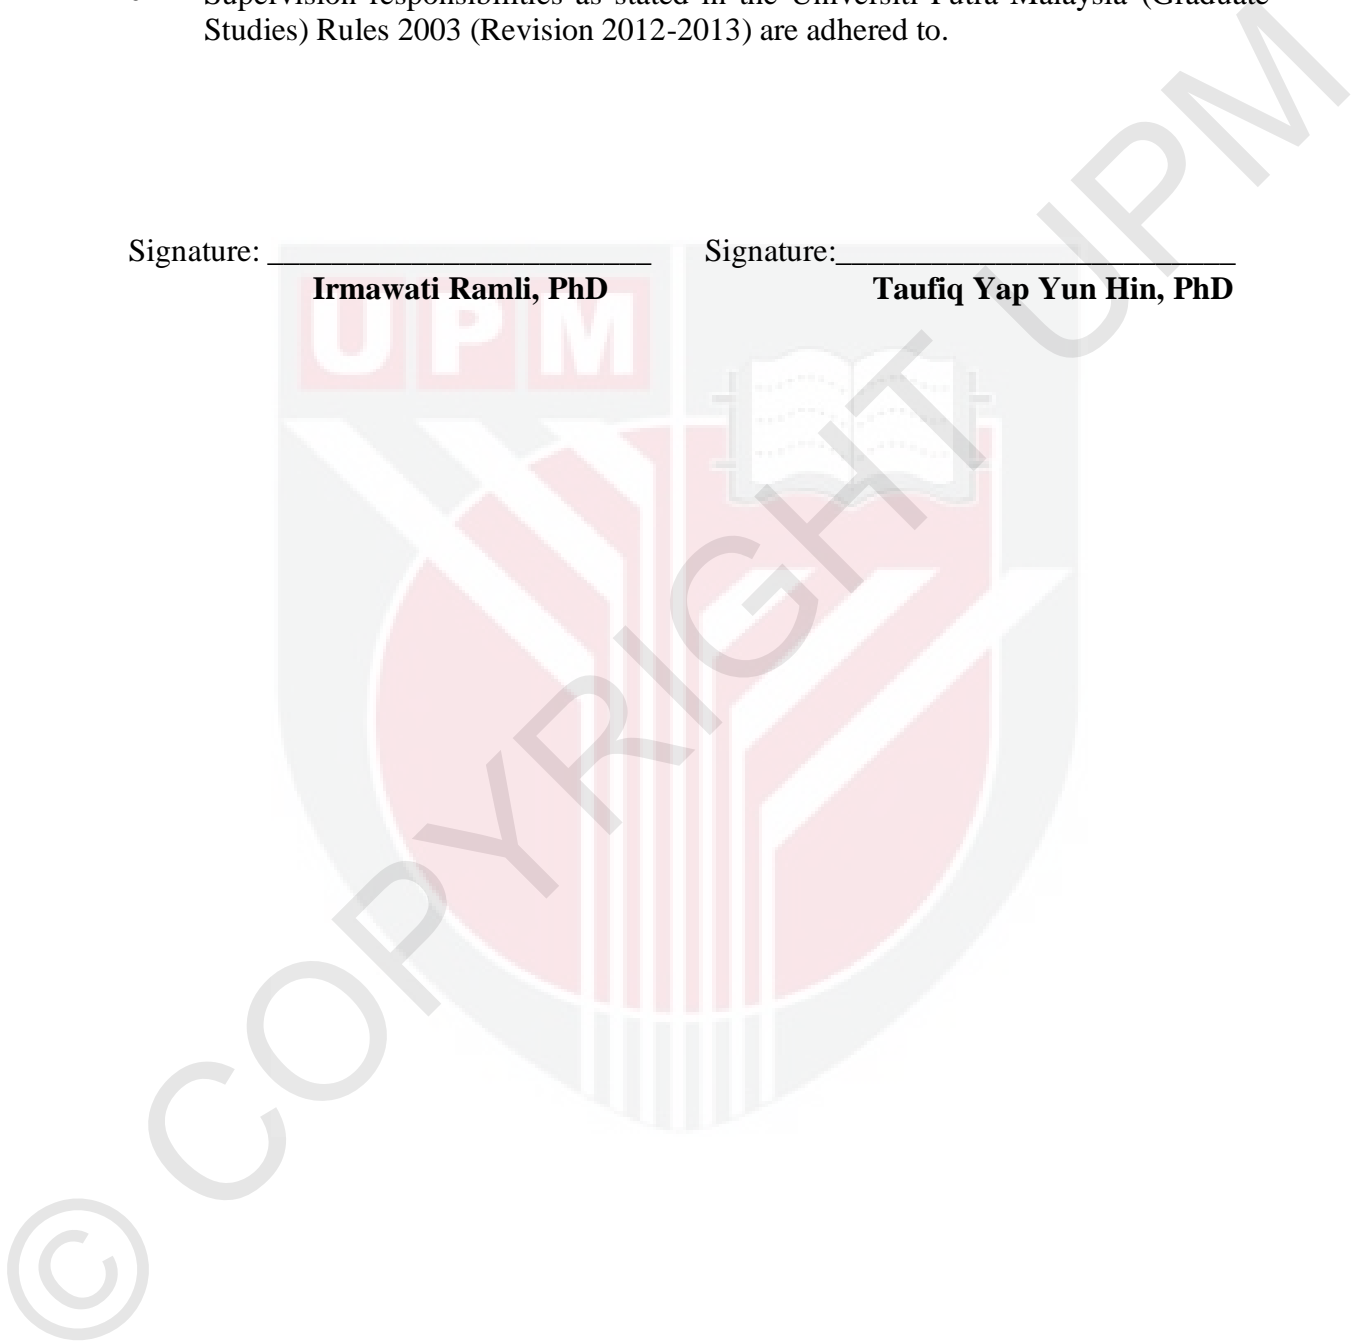 Supervision responsibilities as stated in the Universiti Putra Malaysia (Graduate
Studies) Rules 2003 (Revision 2012-2013) are adhered to.
Signature: ________________________ Signature:_________________________
Irmawati Ramli, PhD Taufiq Yap Yun Hin, PhD
UPM
© COPYRIGHT UPM